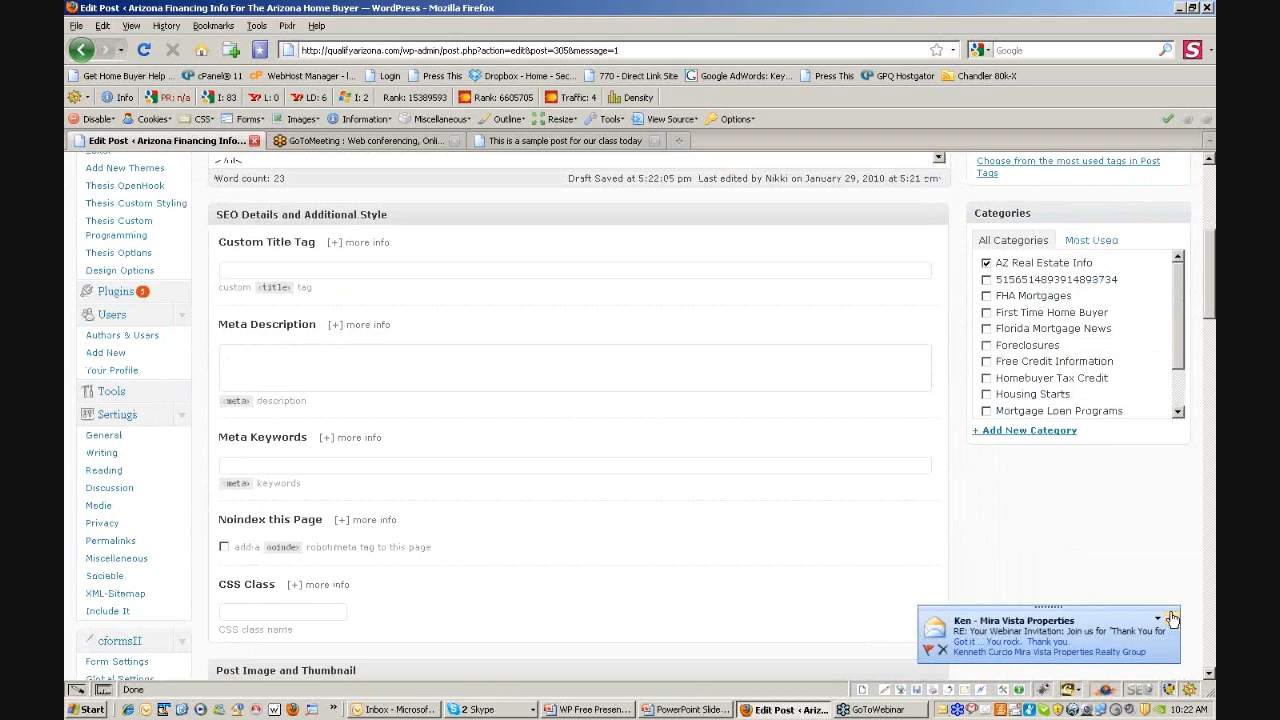 Edit Post ‹ Arizona Financing Info For The Arizona Home Buyer — WordPress - Mozilla Firefox
File Edit View History Bookmarks Tools Pixlr Help
http://qualifyarizona.com/wp-admin/post.php?action=edit&post=305&message=1
Google
Get Home Buyer Help ... cPanel® 11 WebHost Manager - l... Login Press This Dropbox - Home - Sec... 770 - Direct Link Site Google AdWords: Key... Press This GPQ Hostgator Chandler 80k-X
Info PR: n/a I: 83 L: 0 LD: 6 I: 2 Rank: 15389593 Rank: 6605705 Traffic: 4 Density
Disable Cookies CSS Forms Images Information Miscellaneous Outline Resize Tools View Source Options
Edit Post ‹ Arizona Financing Info... GoToMeeting : Web conferencing, Onli... This is a sample post for our class today
Editor
Add New Themes
Thesis OpenHook
Thesis Custom Styling
Thesis Custom
Programming
Thesis Options
Design Options
Plugins 5
Users
Authors & Users
Add New
Your Profile
Tools
Settings
General
Writing
Reading
Discussion
Media
Privacy
Permalinks
Miscellaneous
Sociable
XML-Sitemap
Include It
cformsII
Form Settings
Global Settings
</ul>
Word count: 23 Draft Saved at 5:22:05 pm Last edited by Nikki on January 29, 2010 at 5:21 pm
SEO Details and Additional Style
Custom Title Tag [+] more info
custom <title> tag
Meta Description [+] more info
<meta> description
Meta Keywords [+] more info
<meta> keywords
Noindex this Page [+] more info
add a noindex robot meta tag to this page
CSS Class [+] more info
CSS class name
Post Image and Thumbnail
Choose from the most used tags in Post
Tags
Categories
All Categories Most Used
AZ Real Estate Info
5156514893914893734
FHA Mortgages
First Time Home Buyer
Florida Mortgage News
Foreclosures
Free Credit Information
Homebuyer Tax Credit
Housing Starts
Mortgage Loan Programs
+ Add New Category
Ken - Mira Vista Properties
RE: Your Webinar Invitation: Join us for "Thank You for
Got it ... You rock. Thank you.
Kenneth Curcio Mira Vista Properties Realty Group
Done
Start Inbox - Microsof... 2 Skype WP Free Presen... PowerPoint Slide... Edit Post ‹ Ariz... GoToWebinar 10:22 AM